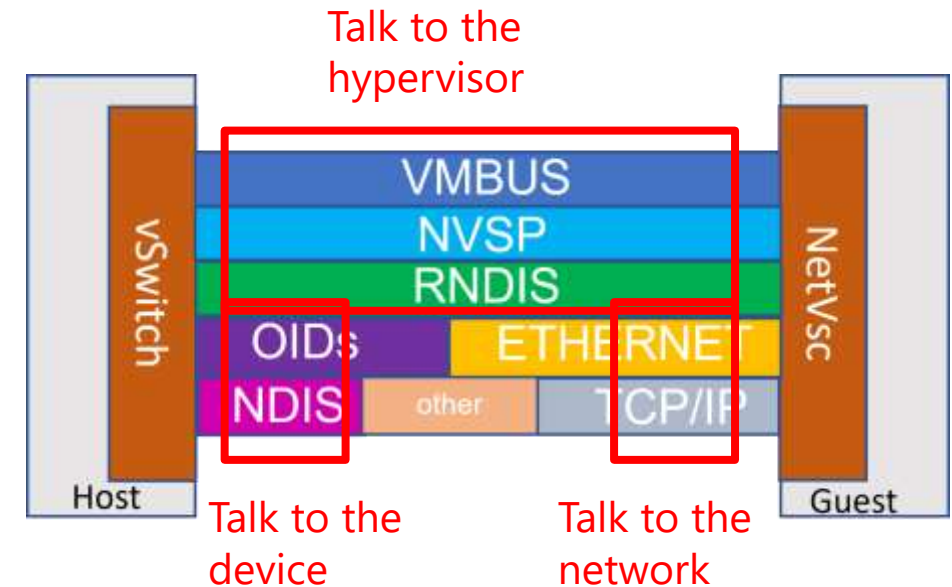 Talk to the
hypervisor
VMBUS
NVSP
RNDIS
OIDs
ETHERNET
NDIS
other
TCP/IP
vSwitch
NetVsc
Host
Guest
Talk to the
device
Talk to the
network